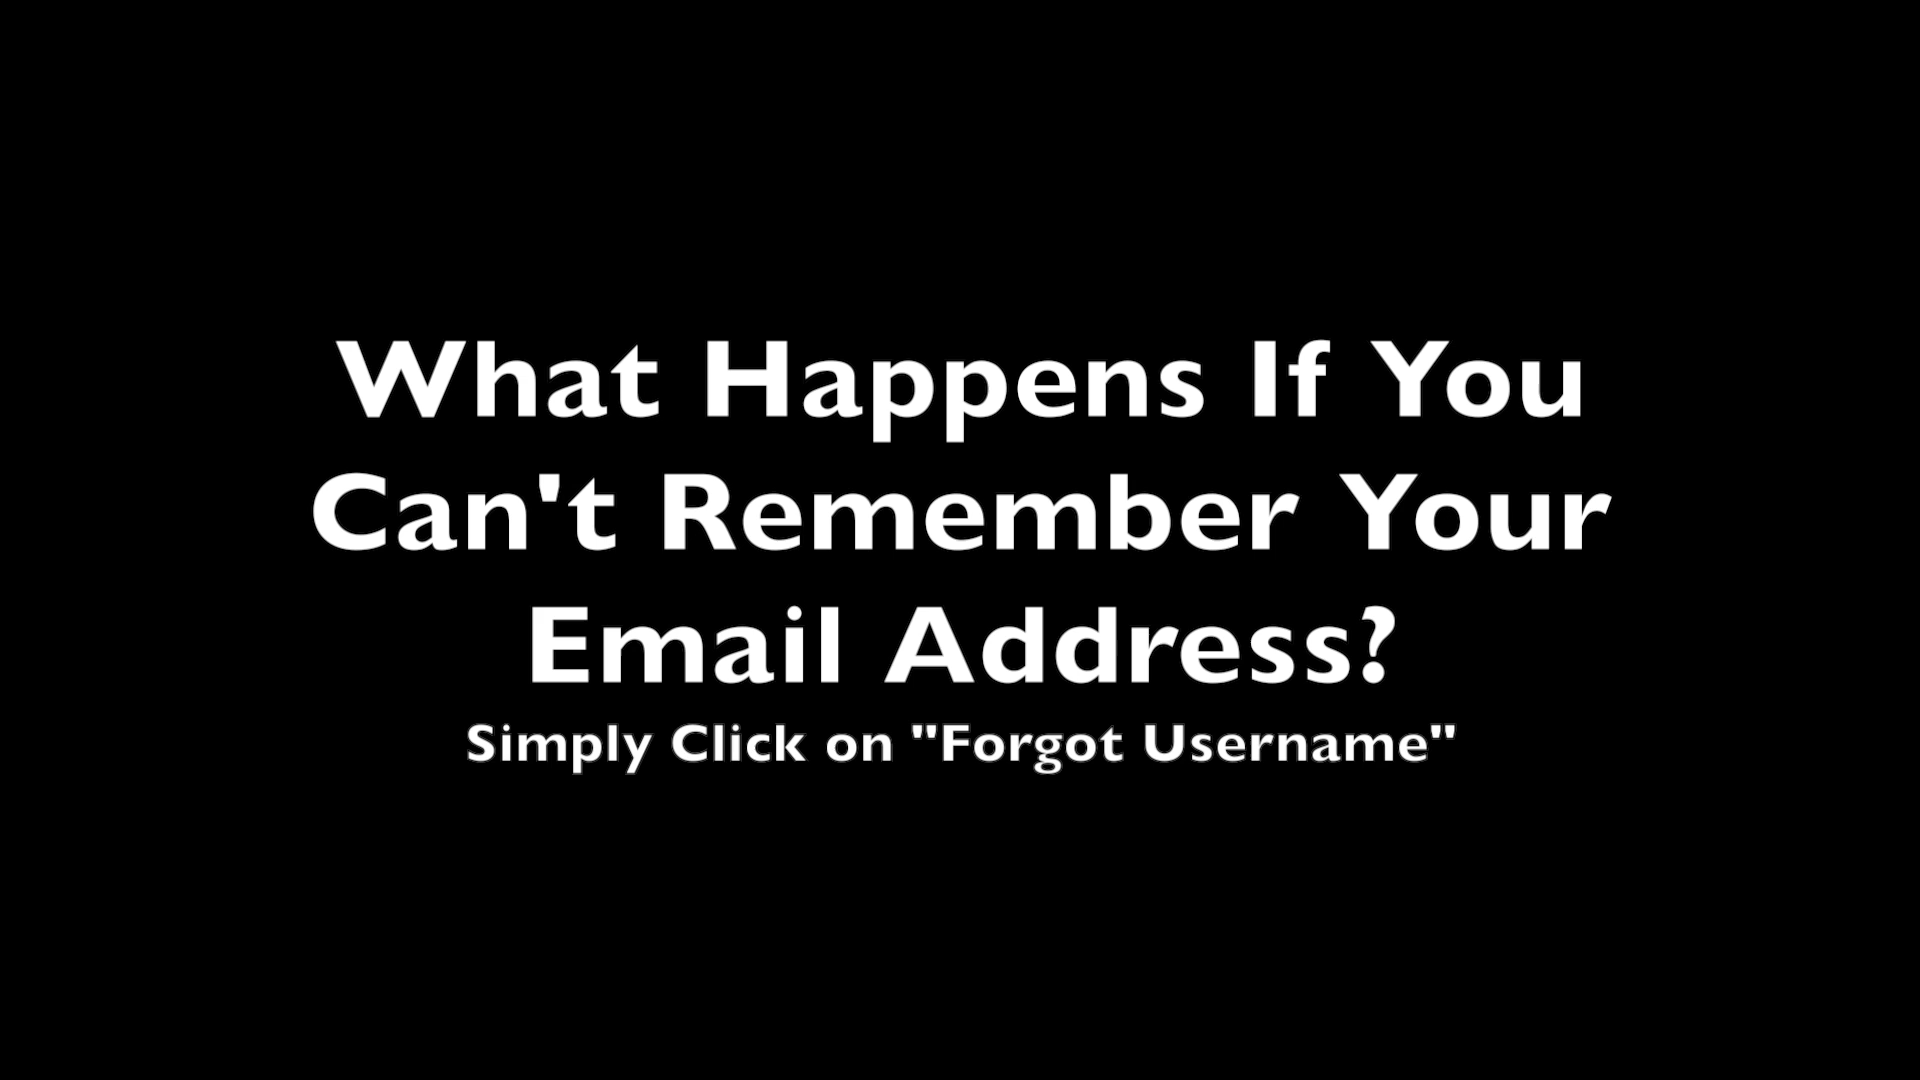 What Happens If You
Can't Remember Your
Email Address?
Simply Click on "Forgot Username"